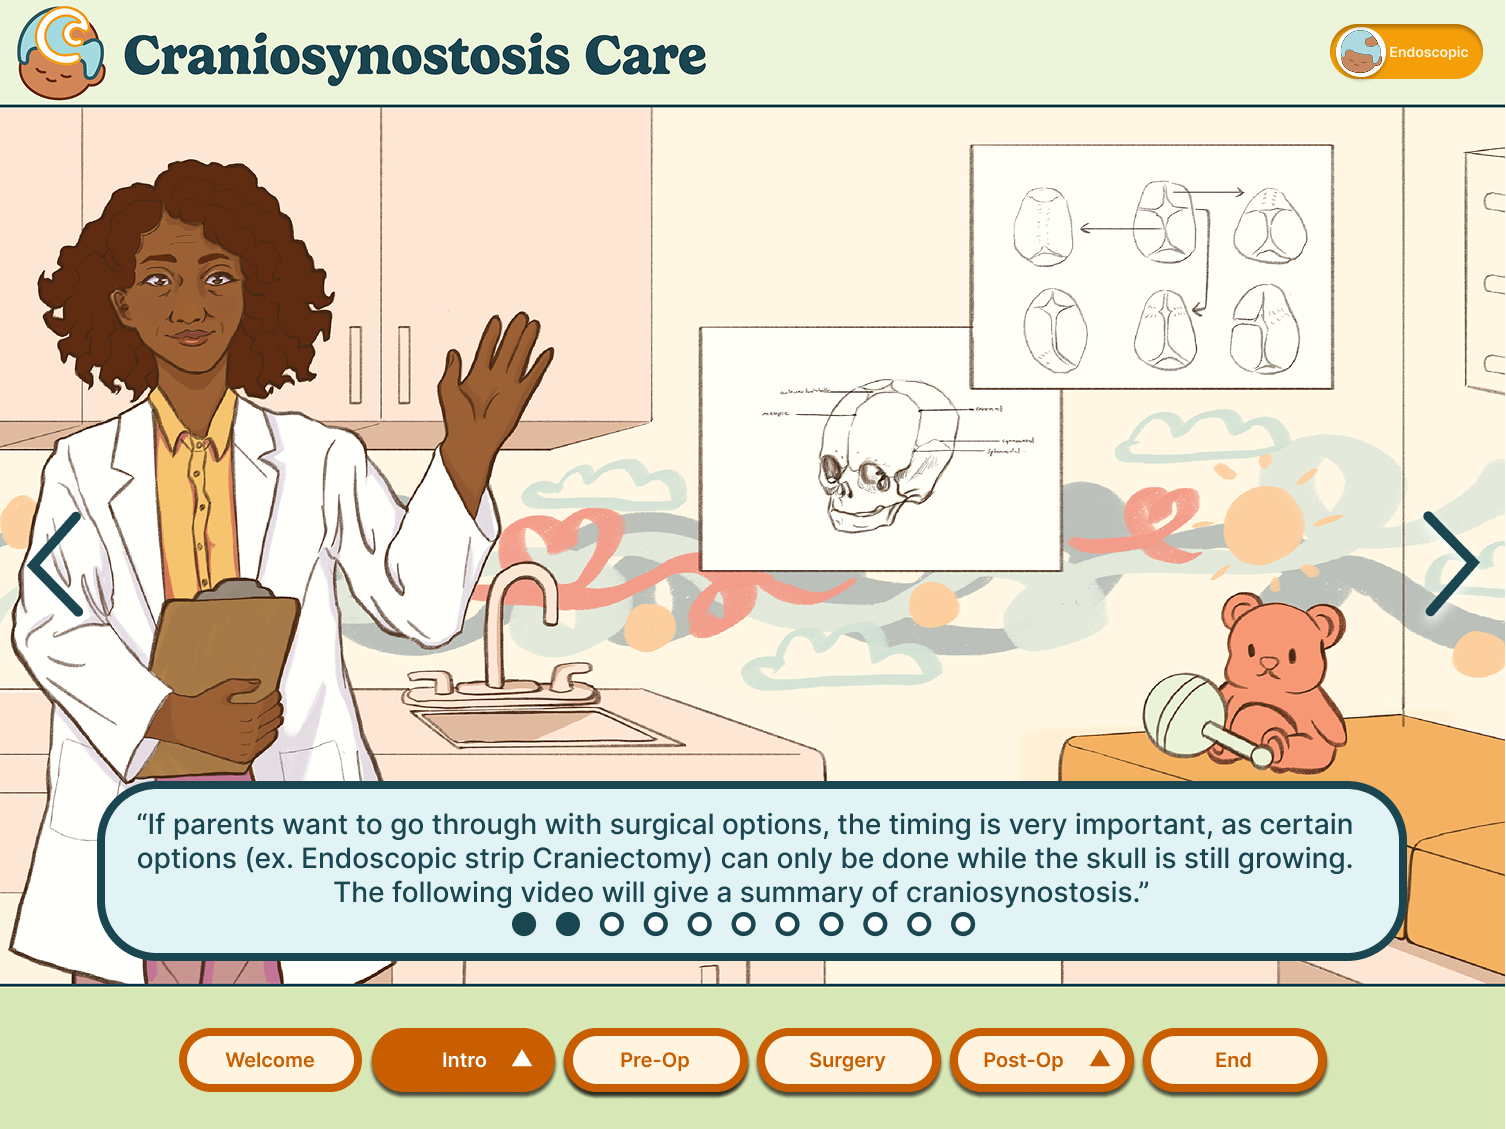 Craniosynostosis Care
Endoscopic
coronal
“If parents want to go through with surgical options, the timing is very important, as certain
options (ex. Endoscopic strip Craniectomy) can only be done while the skull is still growing.
The following video will give a summary of craniosynostosis.”
Welcome
Intro
Pre-Op
Surgery
Post-Op
End